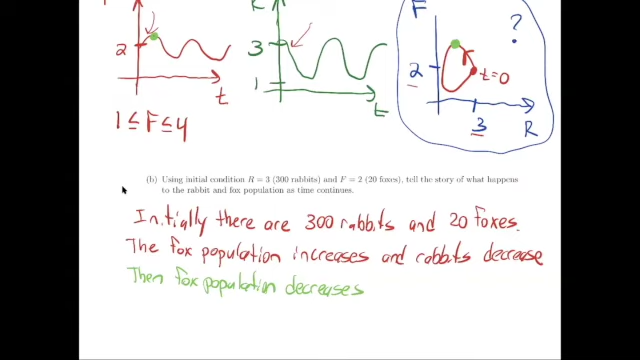 R
F
?
2
3
1
2
t=0
t
t
3
R
1 ≤ F ≤ 4
(b) Using initial condition R = 3 (300 rabbits) and F = 2 (20 foxes), tell the story of what happens
to the rabbit and fox population as time continues.
Initially there are 300 rabbits and 20 foxes.
The fox population increases and rabbits decrease
Then fox population decreases